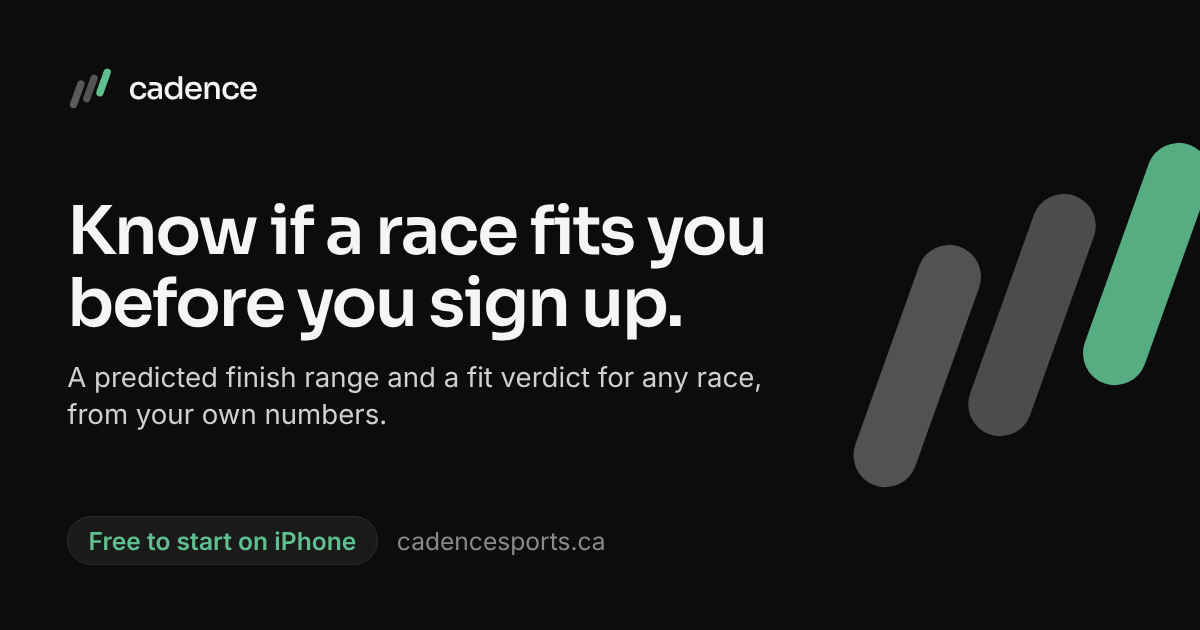 cadence
Know if a race fits you
before you sign up.
A predicted finish range and a fit verdict for any race,
from your own numbers.
Free to start on iPhone
cadencesports.ca